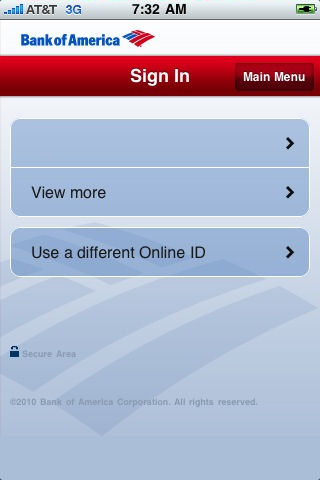 AT&T 3G 7:32 AM
Bank of America
Sign In Main Menu
View more
Use a different Online ID
Secure Area
©2010 Bank of America Corporation. All rights reserved.